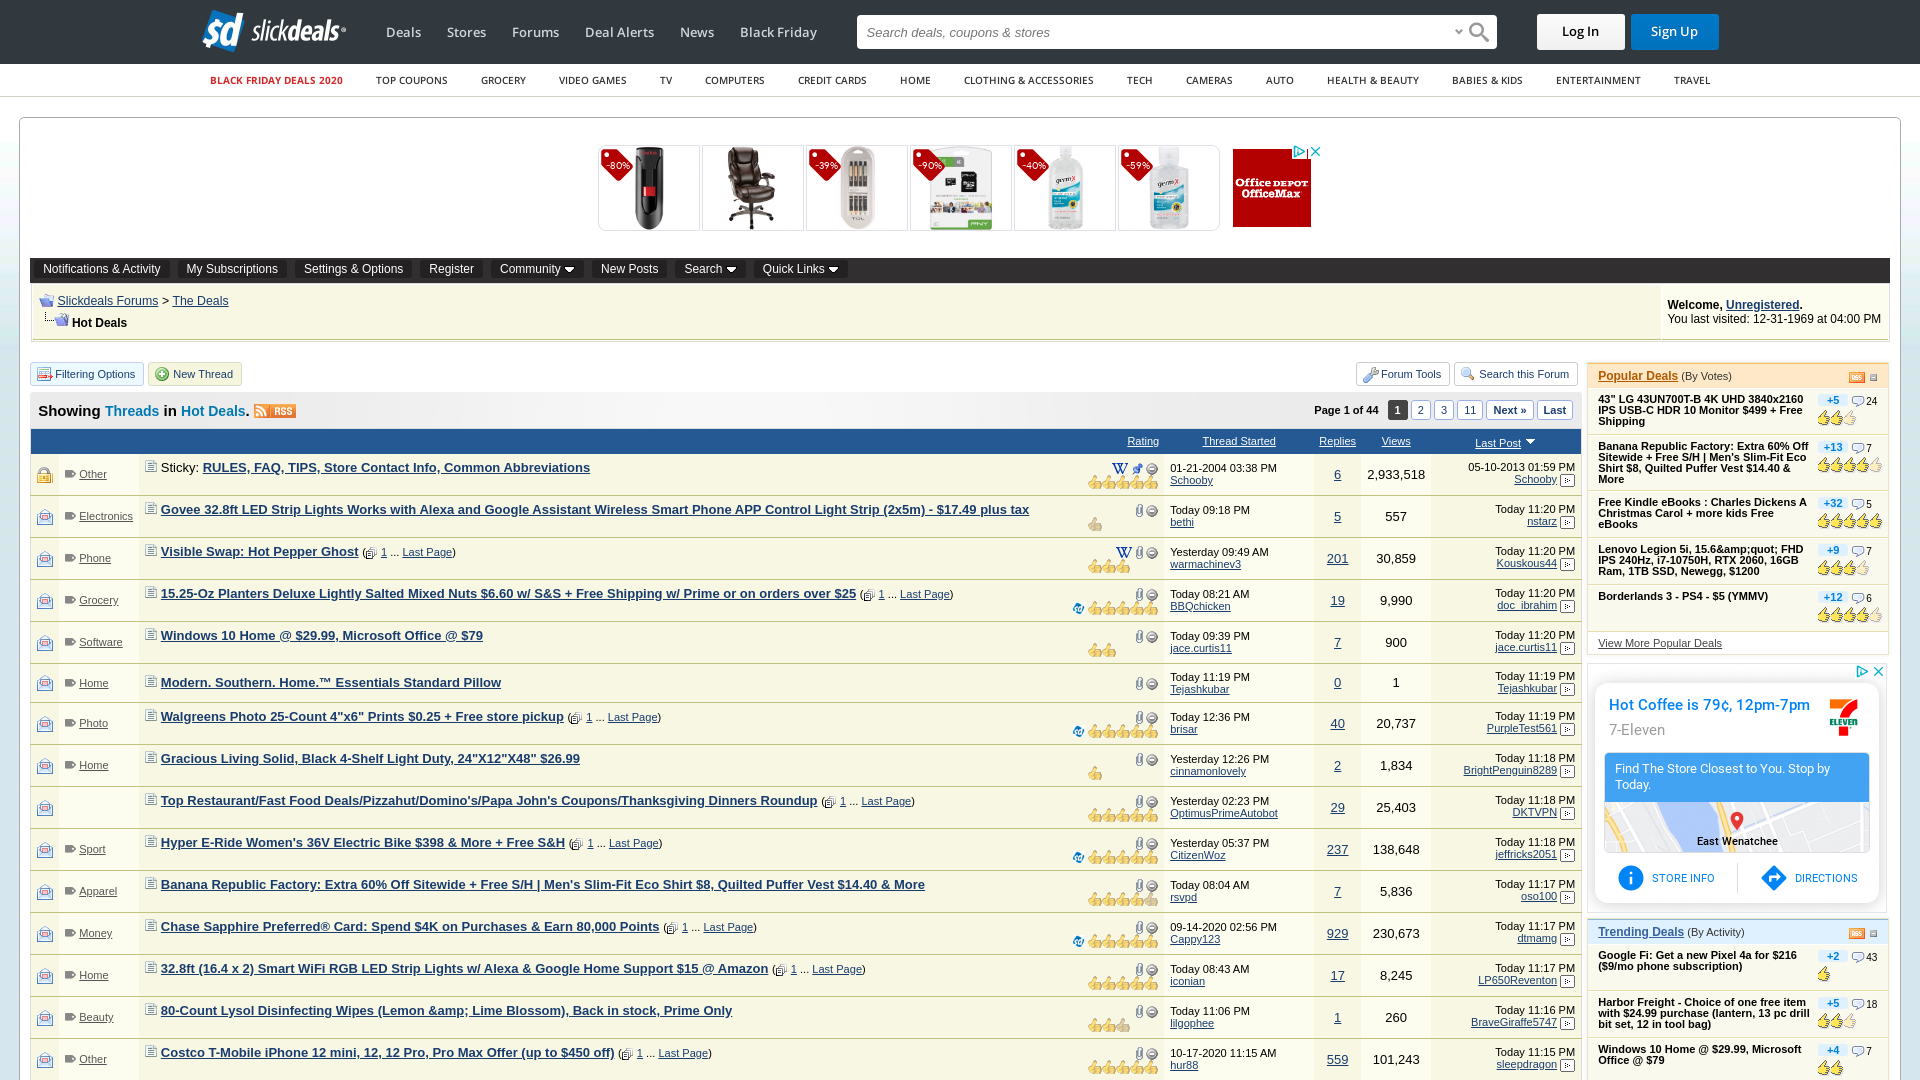 slickdeals
Deals
Stores
Forums
Deal Alerts
News
Black Friday
Search deals, coupons & stores
Log In
Sign Up
BLACK FRIDAY DEALS 2020
TOP COUPONS
GROCERY
VIDEO GAMES
TV
COMPUTERS
CREDIT CARDS
HOME
CLOTHING & ACCESSORIES
TECH
CAMERAS
AUTO
HEALTH & BEAUTY
BABIES & KIDS
ENTERTAINMENT
TRAVEL
-80%
-39%
-90%
-40%
-59%
Office DEPOT
OfficeMax
Notifications & Activity
My Subscriptions
Settings & Options
Register
Community
New Posts
Search
Quick Links
Slickdeals Forums > The Deals
Hot Deals
Welcome, Unregistered.
You last visited: 12-31-1969 at 04:00 PM
Filtering Options
New Thread
Forum Tools
Search this Forum
Showing Threads in Hot Deals. RSS
Page 1 of 44 1 2 3 11 Next » Last
Rating Thread Started Replies Views Last Post
Other
Sticky: RULES, FAQ, TIPS, Store Contact Info, Common Abbreviations
01-21-2004 03:38 PM
Schooby
6
2,933,518
05-10-2013 01:59 PM
Schooby
Electronics
Govee 32.8ft LED Strip Lights Works with Alexa and Google Assistant Wireless Smart Phone APP Control Light Strip (2x5m) - $17.49 plus tax
Today 09:18 PM
bethi
5
557
Today 11:20 PM
nstarz
Phone
Visible Swap: Hot Pepper Ghost ( 1 ... Last Page)
Yesterday 09:49 AM
warmachinev3
201
30,859
Today 11:20 PM
Kouskous44
Grocery
15.25-Oz Planters Deluxe Lightly Salted Mixed Nuts $6.60 w/ S&S + Free Shipping w/ Prime or on orders over $25 ( 1 ... Last Page)
Today 08:21 AM
BBQchicken
19
9,990
Today 11:20 PM
doc_ibrahim
Software
Windows 10 Home @ $29.99, Microsoft Office @ $79
Today 09:39 PM
jace.curtis11
7
900
Today 11:20 PM
jace.curtis11
Home
Modern. Southern. Home.™ Essentials Standard Pillow
Today 11:19 PM
Tejashkubar
0
1
Today 11:19 PM
Tejashkubar
Photo
Walgreens Photo 25-Count 4"x6" Prints $0.25 + Free store pickup ( 1 ... Last Page)
Today 12:36 PM
brisar
40
20,737
Today 11:19 PM
PurpleTest561
Home
Gracious Living Solid, Black 4-Shelf Light Duty, 24"X12"X48" $26.99
Yesterday 12:26 PM
cinnamonlovely
2
1,834
Today 11:18 PM
BrightPenguin8289
Top Restaurant/Fast Food Deals/Pizzahut/Domino's/Papa John's Coupons/Thanksgiving Dinners Roundup ( 1 ... Last Page)
Yesterday 02:23 PM
OptimusPrimeAutobot
29
25,403
Today 11:18 PM
DKTVPN
Sport
Hyper E-Ride Women's 36V Electric Bike $398 & More + Free S&H ( 1 ... Last Page)
Yesterday 05:37 PM
CitizenWoz
237
138,648
Today 11:18 PM
jeffricks2051
Apparel
Banana Republic Factory: Extra 60% Off Sitewide + Free S/H | Men's Slim-Fit Eco Shirt $8, Quilted Puffer Vest $14.40 & More
Today 08:04 AM
rsvpd
7
5,836
Today 11:17 PM
oso100
Money
Chase Sapphire Preferred® Card: Spend $4K on Purchases & Earn 80,000 Points ( 1 ... Last Page)
09-14-2020 02:56 PM
Cappy123
929
230,673
Today 11:17 PM
dtmamg
Home
32.8ft (16.4 x 2) Smart WiFi RGB LED Strip Lights w/ Alexa & Google Home Support $15 @ Amazon ( 1 ... Last Page)
Today 08:43 AM
iconian
17
8,245
Today 11:17 PM
LP650Reventon
Beauty
80-Count Lysol Disinfecting Wipes (Lemon &amp; Lime Blossom), Back in stock, Prime Only
Today 11:06 PM
lilgophee
1
260
Today 11:16 PM
BraveGiraffe5747
Other
Costco T-Mobile iPhone 12 mini, 12, 12 Pro, Pro Max Offer (up to $450 off) ( 1 ... Last Page)
10-17-2020 11:15 AM
hur88
559
101,243
Today 11:15 PM
sleepdragon
Popular Deals (By Votes)
43" LG 43UN700T-B 4K UHD 3840x2160
IPS USB-C HDR 10 Monitor $499 + Free
Shipping
+5
24
Banana Republic Factory: Extra 60% Off
Sitewide + Free S/H | Men's Slim-Fit Eco
Shirt $8, Quilted Puffer Vest $14.40 &
More
+13
7
Free Kindle eBooks : Charles Dickens A
Christmas Carol + more kids Free
eBooks
+32
5
Lenovo Legion 5i, 15.6&amp;quot; FHD
IPS 240Hz, i7-10750H, RTX 2060, 16GB
Ram, 1TB SSD, Newegg, $1200
+9
7
Borderlands 3 - PS4 - $5 (YMMV)
+12
6
View More Popular Deals
Hot Coffee is 79¢, 12pm-7pm
7-Eleven
7 ELEVEN
Find The Store Closest to You. Stop by
Today.
East Wenatchee
STORE INFO
DIRECTIONS
Trending Deals (By Activity)
Google Fi: Get a new Pixel 4a for $216
($9/mo phone subscription)
+2
43
Harbor Freight - Choice of one free item
with $24.99 purchase (lantern, 13 pc drill
bit set, 12 in tool bag)
+5
18
Windows 10 Home @ $29.99, Microsoft
Office @ $79
+4
7